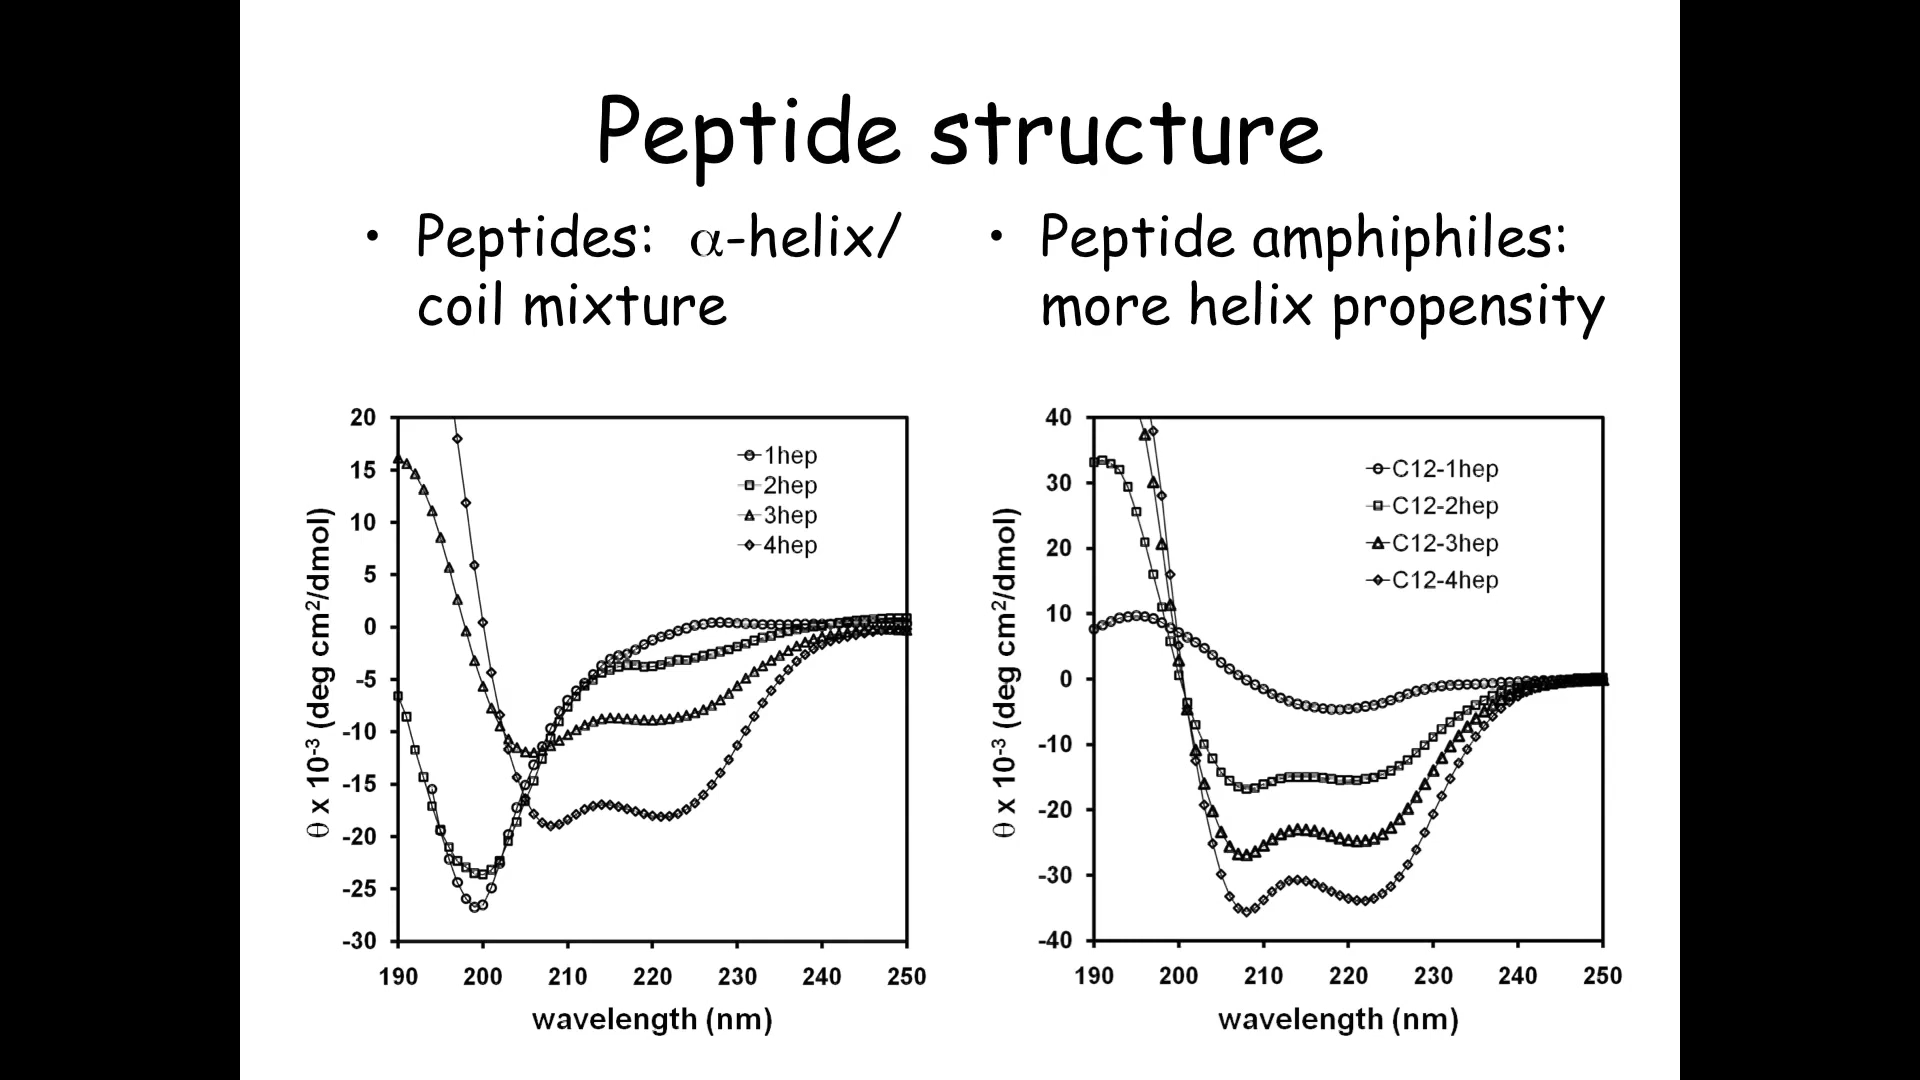 Peptide structure
• Peptides: α-helix/
coil mixture
• Peptide amphiphiles:
more helix propensity
20
15
10
5
0
-5
-10
-15
-20
-25
-30
θ x 10⁻³ (deg cm²/dmol)
1hep
2hep
3hep
4hep
190 200 210 220 230 240 250
wavelength (nm)
40
30
20
10
0
-10
-20
-30
-40
θ x 10⁻³ (deg cm²/dmol)
C12-1hep
C12-2hep
C12-3hep
C12-4hep
190 200 210 220 230 240 250
wavelength (nm)